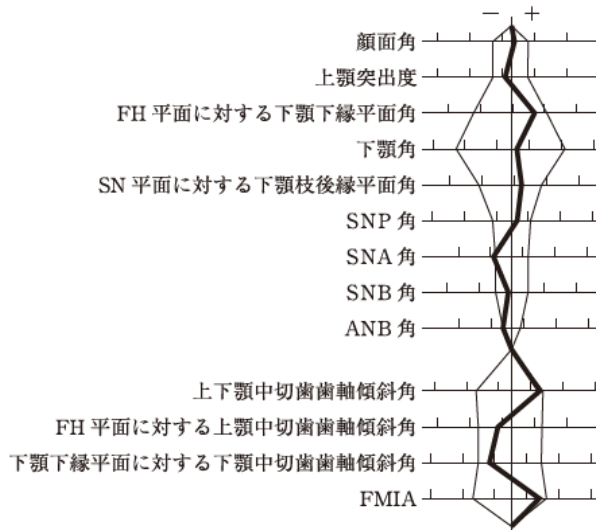 − +
顔面角
上顎突出度
FH 平面に対する下顎下縁平面角
下顎角
SN 平面に対する下顎枝後縁平面角
SNP 角
SNA 角
SNB 角
ANB 角
上下顎中切歯歯軸傾斜角
FH 平面に対する上顎中切歯歯軸傾斜角
下顎下縁平面に対する下顎中切歯歯軸傾斜角
FMIA